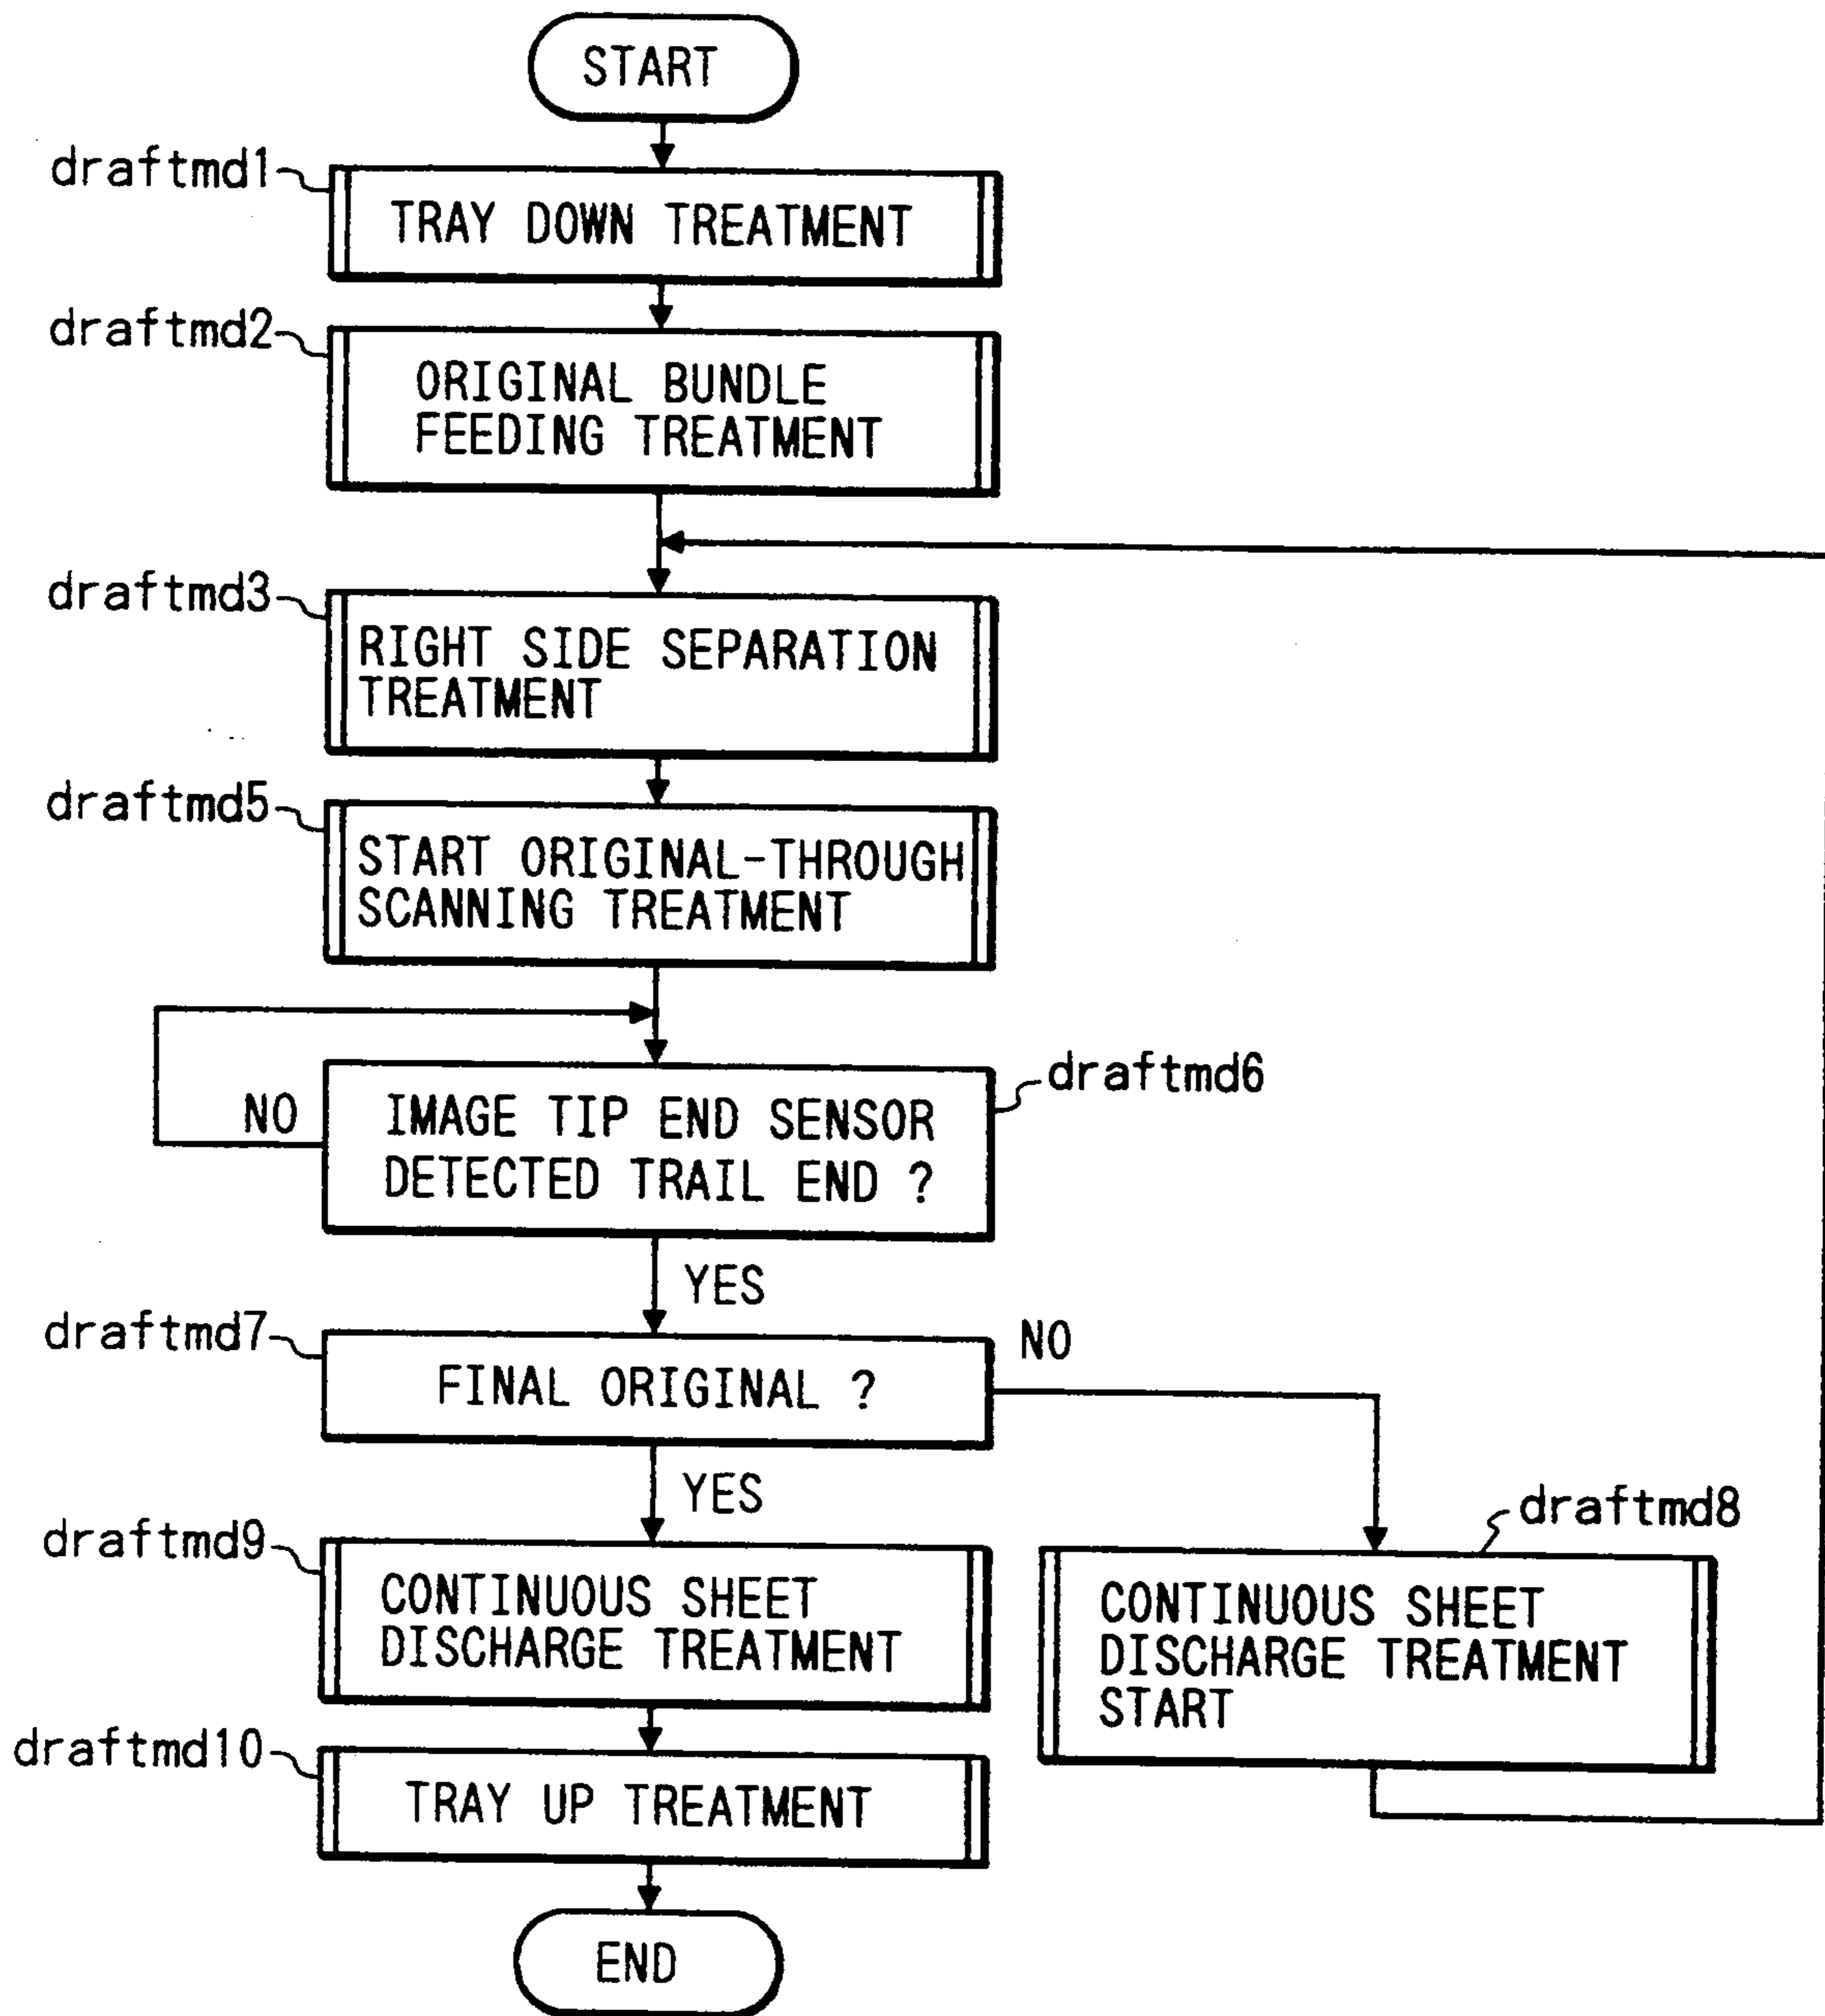 START
draftmd1
TRAY DOWN TREATMENT
draftmd2
ORIGINAL BUNDLE
FEEDING TREATMENT
draftmd3
RIGHT SIDE SEPARATION
TREATMENT
draftmd5
START ORIGINAL-THROUGH
SCANNING TREATMENT
draftmd6
NO
IMAGE TIP END SENSOR
DETECTED TRAIL END ?
YES
draftmd7
FINAL ORIGINAL ?
NO
YES
draftmd9
CONTINUOUS SHEET
DISCHARGE TREATMENT
draftmd8
CONTINUOUS SHEET
DISCHARGE TREATMENT
START
draftmd10
TRAY UP TREATMENT
END